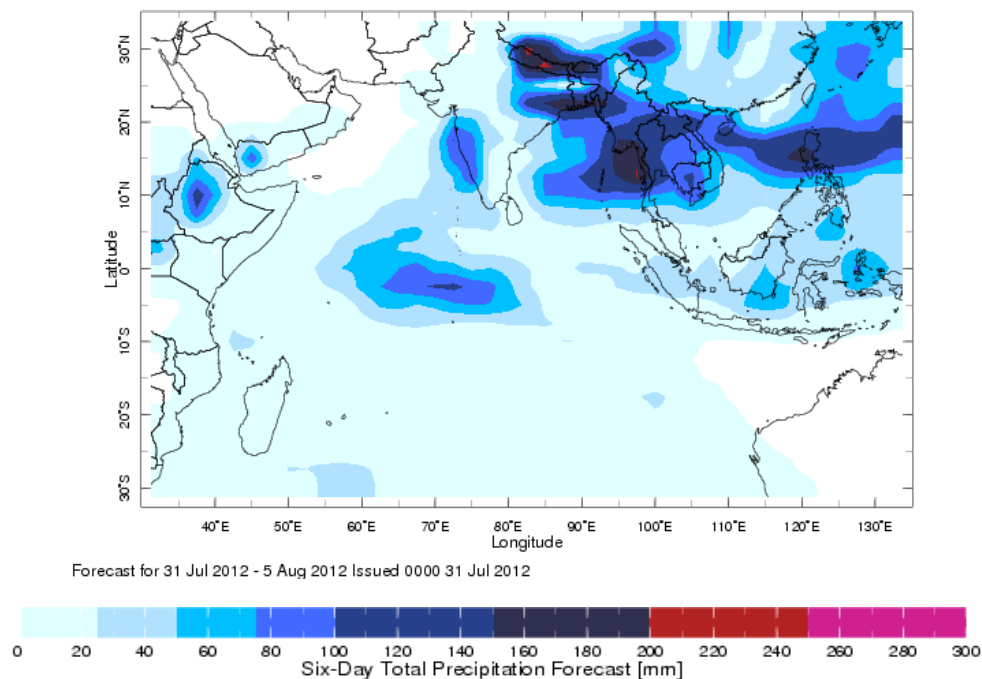 30°N
20°N
10°N
0°
10°S
20°S
30°S
Latitude
40°E 50°E 60°E 70°E 80°E 90°E 100°E 110°E 120°E 130°E
Longitude
Forecast for 31 Jul 2012 - 5 Aug 2012 Issued 0000 31 Jul 2012
0 20 40 60 80 100 120 140 160 180 200 220 240 260 280 300
Six-Day Total Precipitation Forecast [mm]